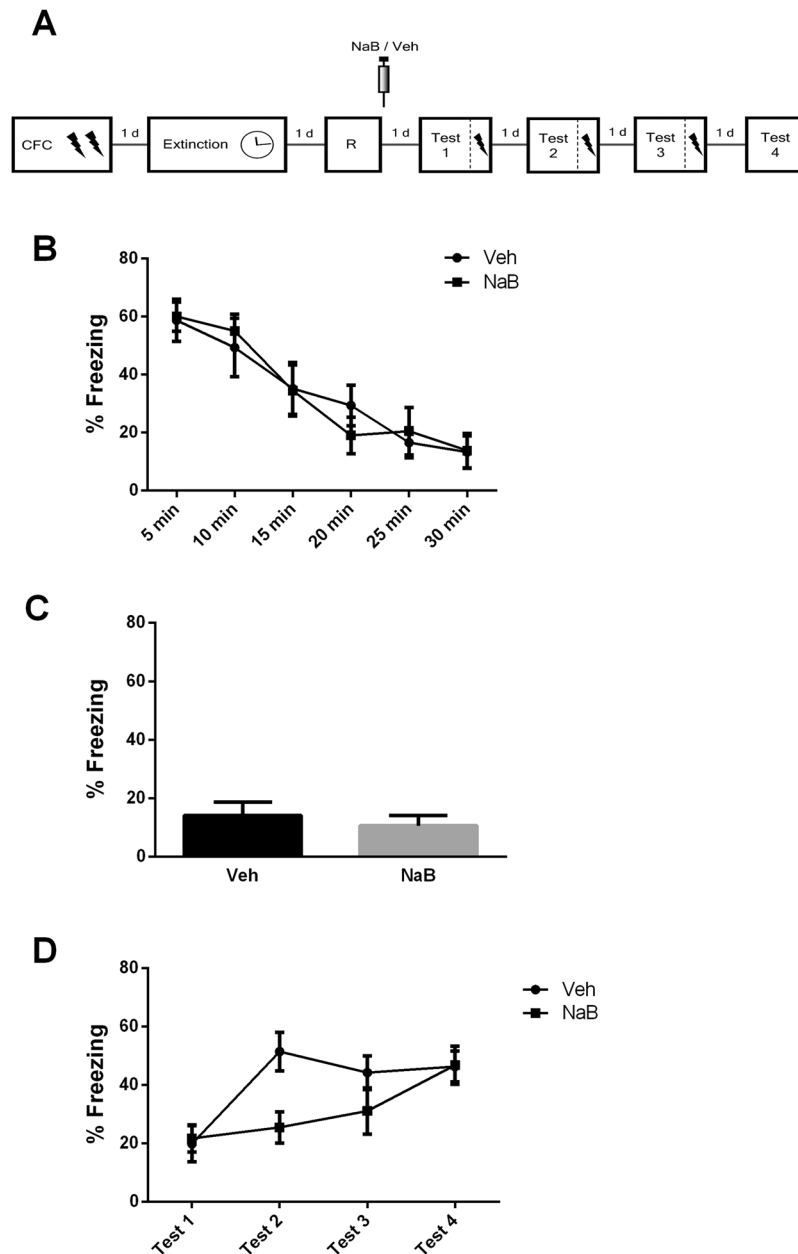 A
NaB / Veh
CFC
1 d
Extinction
1 d
R
1 d
Test
1
1 d
Test
2
1 d
Test
3
1 d
Test
4
B
% Freezing
80
60
40
20
0
5 min
10 min
15 min
20 min
25 min
30 min
Veh
NaB
C
% Freezing
80
60
40
20
0
Veh
NaB
D
% Freezing
80
60
40
20
0
Test 1
Test 2
Test 3
Test 4
Veh
NaB